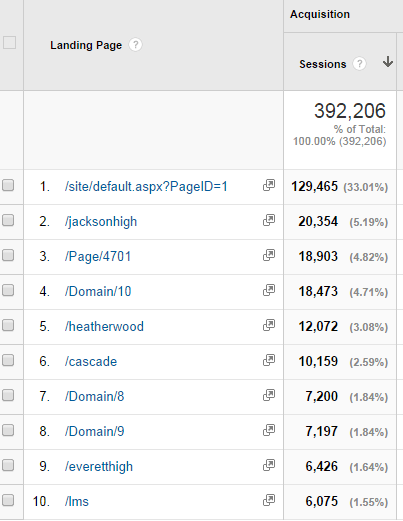 Acquisition
Landing Page ?
Sessions ?
392,206
% of Total:
100.00% (392,206)
1. /site/default.aspx?PageID=1 129,465 (33.01%)
2. /jacksonhigh 20,354 (5.19%)
3. /Page/4701 18,903 (4.82%)
4. /Domain/10 18,473 (4.71%)
5. /heatherwood 12,072 (3.08%)
6. /cascade 10,159 (2.59%)
7. /Domain/8 7,200 (1.84%)
8. /Domain/9 7,197 (1.84%)
9. /everetthigh 6,426 (1.64%)
10. /lms 6,075 (1.55%)